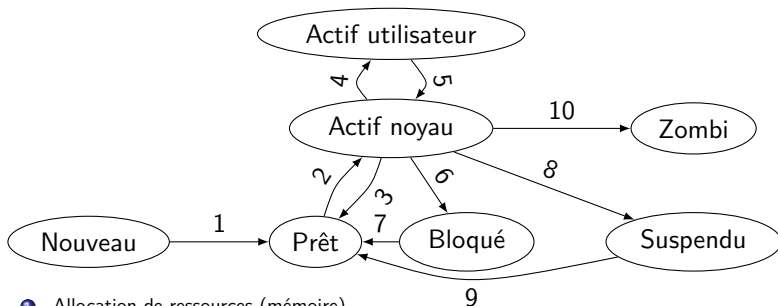 Actif utilisateur
4
5
Actif noyau
10
Zombi
2
3
6
8
Nouveau
1
Prêt
7
Bloqué
Suspendu
9
Allocation de ressources (mémoire)